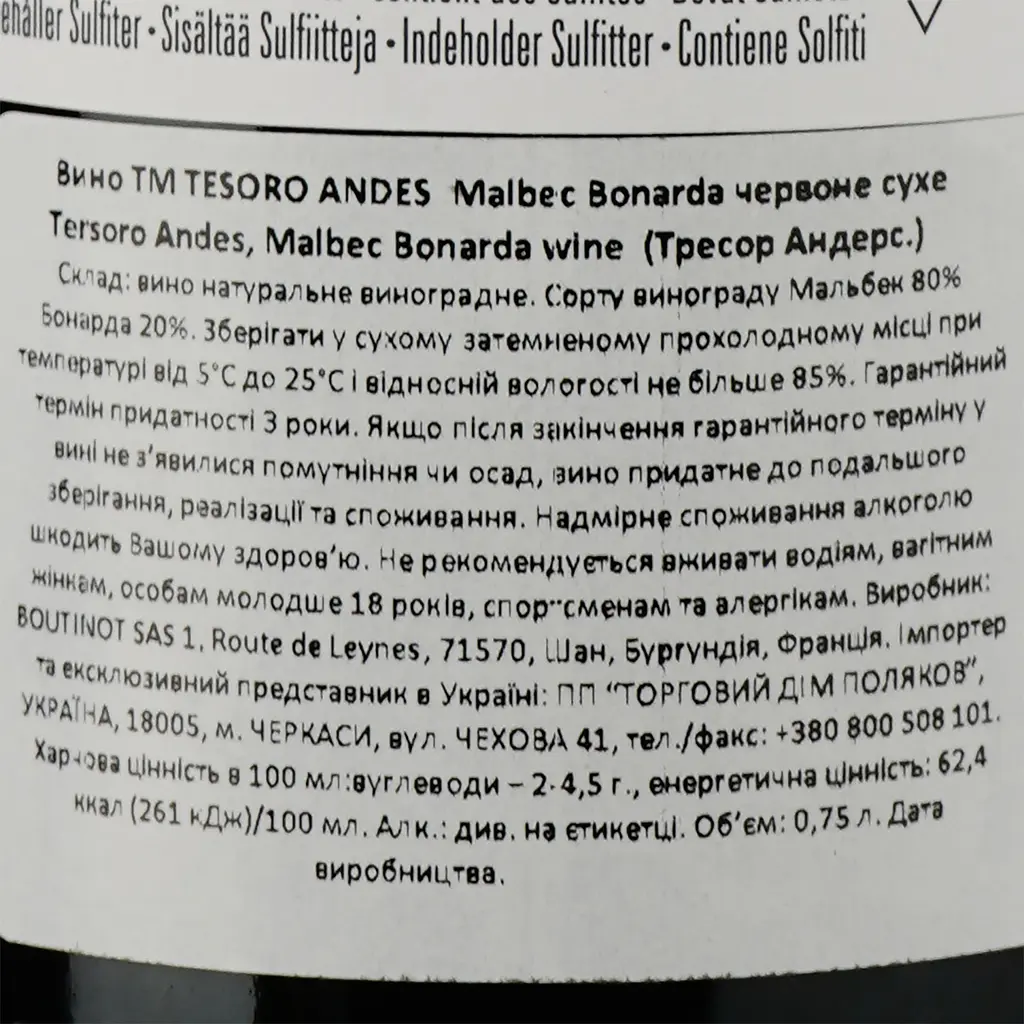 Sulfiter • Sisältää Sulfiitteja • Indeholder Sulfitter • Contiene Solfiti
Вино ТМ TESORO ANDES Malbec Bonarda червоне сухе
Tersoro Andes, Malbec Bonarda wine (Тресор Андерс.)
Склад: вино натуральне виноградне. Сорту винограду Мальбек 80%
Бонарда 20%. Зберігати у сухому затемненому прохолодному місці при
температурі від 5°С до 25°С і відносній вологості не більше 85%. Гарантійний
термін придатності 3 роки. Якщо після закінчення гарантійного терміну у
вині не з'явилися помутніння чи осад, вино придатне до подальшого
зберігання, реалізації та споживання. Надмірне споживання алкоголю
шкодить Вашому здоров'ю. Не рекомендується вживати водіям, вагітним
жінкам, особам молодше 18 років, спортсменам та алергікам. Виробник:
BOUTINOT SAS 1, Route de Leynes, 71570, Шан, Бургундія, Франція. Імпортер
та ексклюзивний представник в Україні: ПП "ТОРГОВИЙ ДІМ ПОЛЯКОВ",
УКРАЇНА, 18005, м. ЧЕРКАСИ, вул. ЧЕХОВА 41, тел./факс: +380 800 508 101.
Харчова цінність в 100 мл:вуглеводи – 2-4,5 г., енергетична цінність: 62,4
ккал (261 кДж)/100 мл. Алк.: див. на етикетці. Об'єм: 0,75 л. Дата
виробництва.